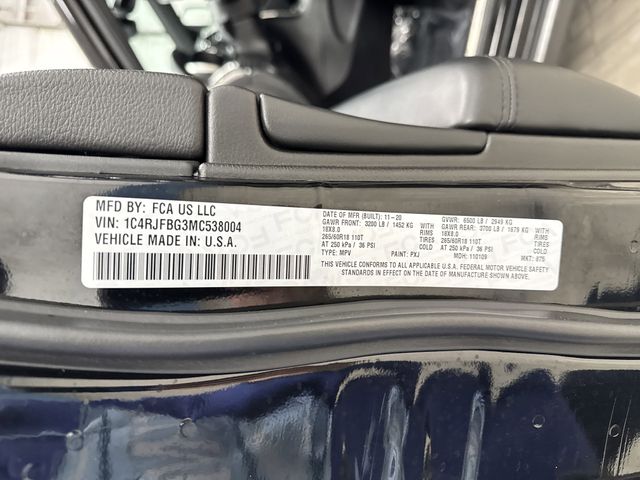 MFD BY: FCA US LLC
VIN: 1C4RJFBG3MC538004
VEHICLE MADE IN: U.S.A.
DATE OF MFR (BUILT): 11-20 GVWR: 6500 LB / 2949 KG
GAWR FRONT: 3200 LB / 1452 KG WITH GAWR REAR: 3700 LB / 1679 KG WITH
18X8.0 RIMS 18X8.0 RIMS
265/60R18 110T TIRES 265/60R18 110T TIRES
AT 250 kPa / 36 PSI COLD AT 250 kPa / 36 PSI COLD
TYPE: MPV PAINT: PXJ MDH: 110109 MKT: 875
THIS VEHICLE CONFORMS TO ALL APPLICABLE U.S.A. FEDERAL MOTOR VEHICLE SAFETY
STANDARDS IN EFFECT ON THE DATE OF MANUFACTURE SHOWN ABOVE.